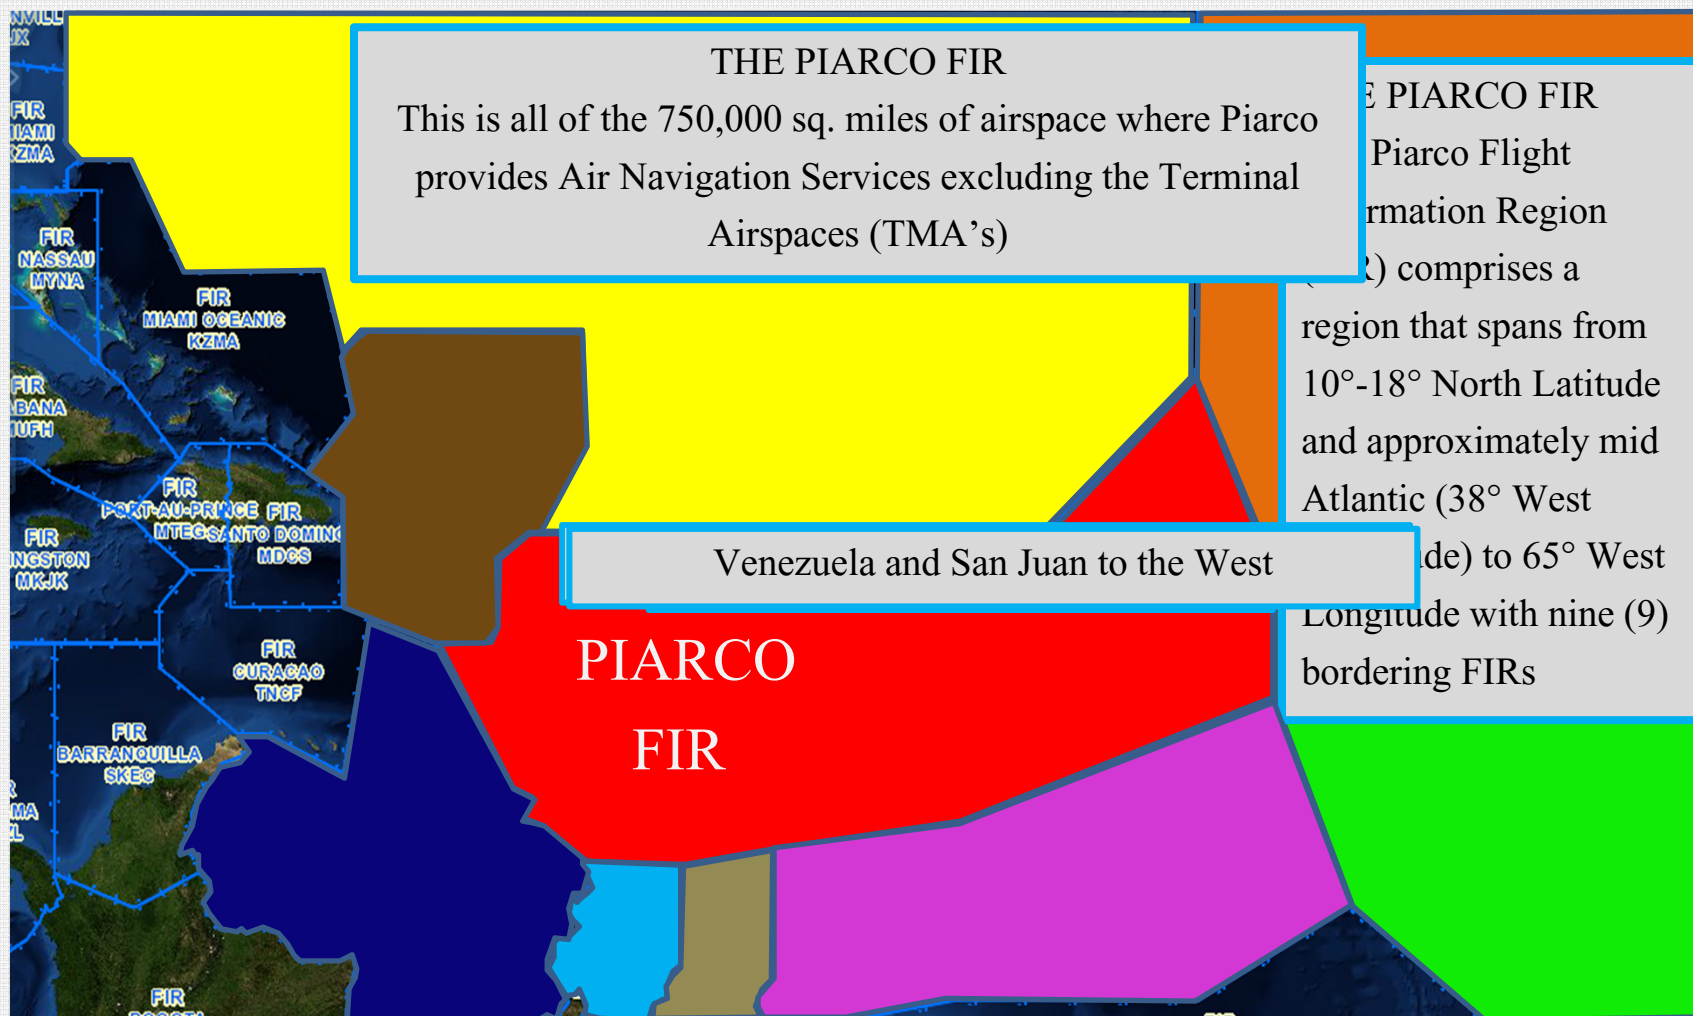 THE PIARCO FIR
This is all of the 750,000 sq. miles of airspace where Piarco
provides Air Navigation Services excluding the Terminal
Airspaces (TMA’s)
PIARCO FIR
Piarco Flight
Region
comprises a
region that spans from
10°-18° North Latitude
and approximately mid
Atlantic (38° West
to 65° West
Longitude with nine (9)
bordering FIRs
Venezuela and San Juan to the West
PIARCO
FIR
FIR
MIAMI
KZMA
FIR
NASSAU
MYNA
FIR
MIAMI OCEANIC
KZMA
FIR
FIR
PORT-AU-PRINCE
MTEG
FIR
SANTO
MDCS
FIR
MKJK
FIR
CURACAO
TNCF
FIR
BARRANQUILLA
SKEC
FIR